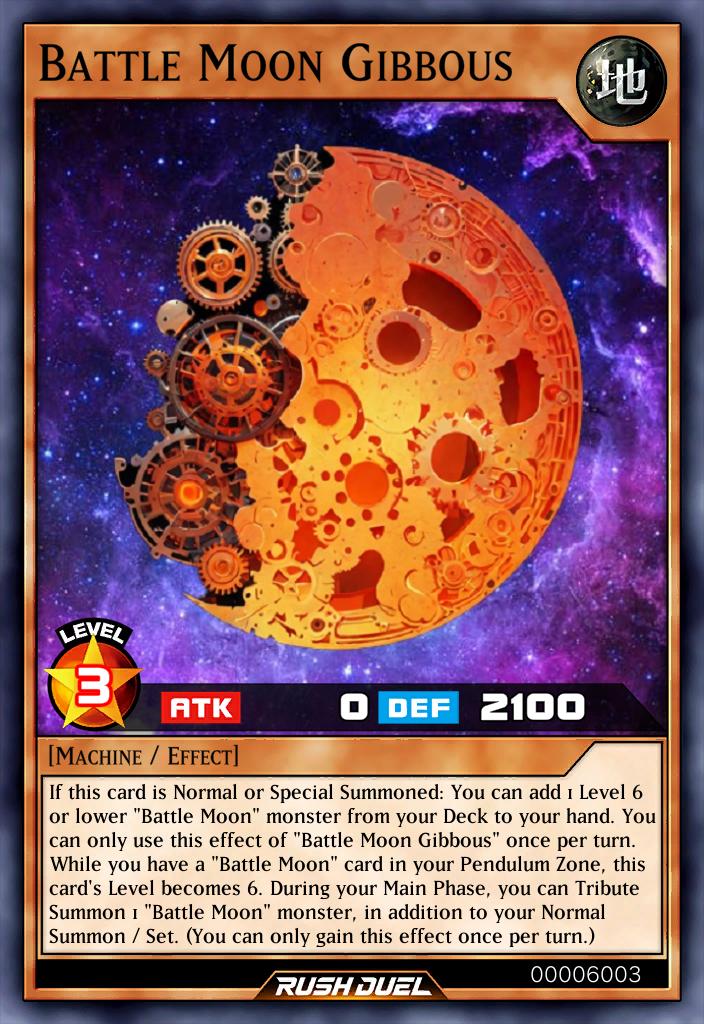 Battle Moon Gibbous
地
LEVEL
3
ATK 0 DEF 2100
[Machine / Effect]
If this card is Normal or Special Summoned: You can add 1 Level 6
or lower "Battle Moon" monster from your Deck to your hand. You
can only use this effect of "Battle Moon Gibbous" once per turn.
While you have a "Battle Moon" card in your Pendulum Zone, this
card's Level becomes 6. During your Main Phase, you can Tribute
Summon 1 "Battle Moon" monster, in addition to your Normal
Summon / Set. (You can only gain this effect once per turn.)
00006003
RUSH DUEL